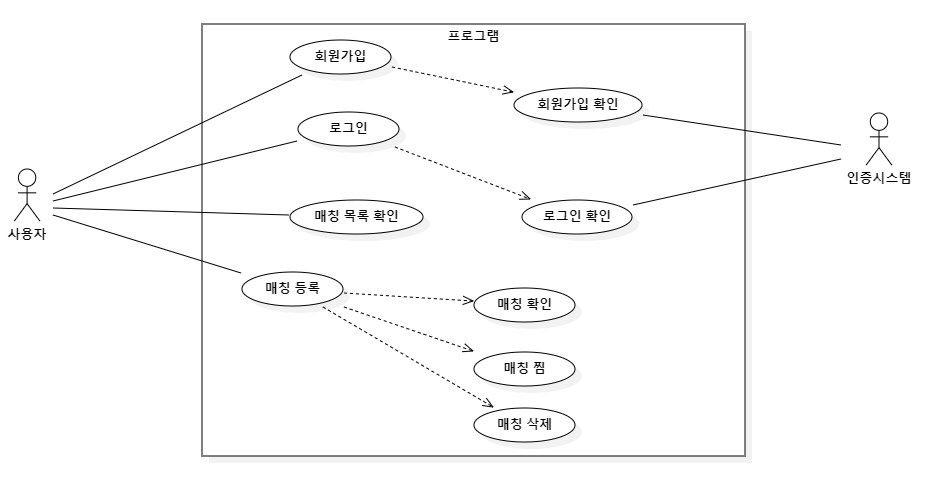 프로그램
회원가입
회원가입 확인
로그인
인증시스템
매칭 목록 확인
로그인 확인
사용자
매칭 등록
매칭 확인
매칭 찜
매칭 삭제